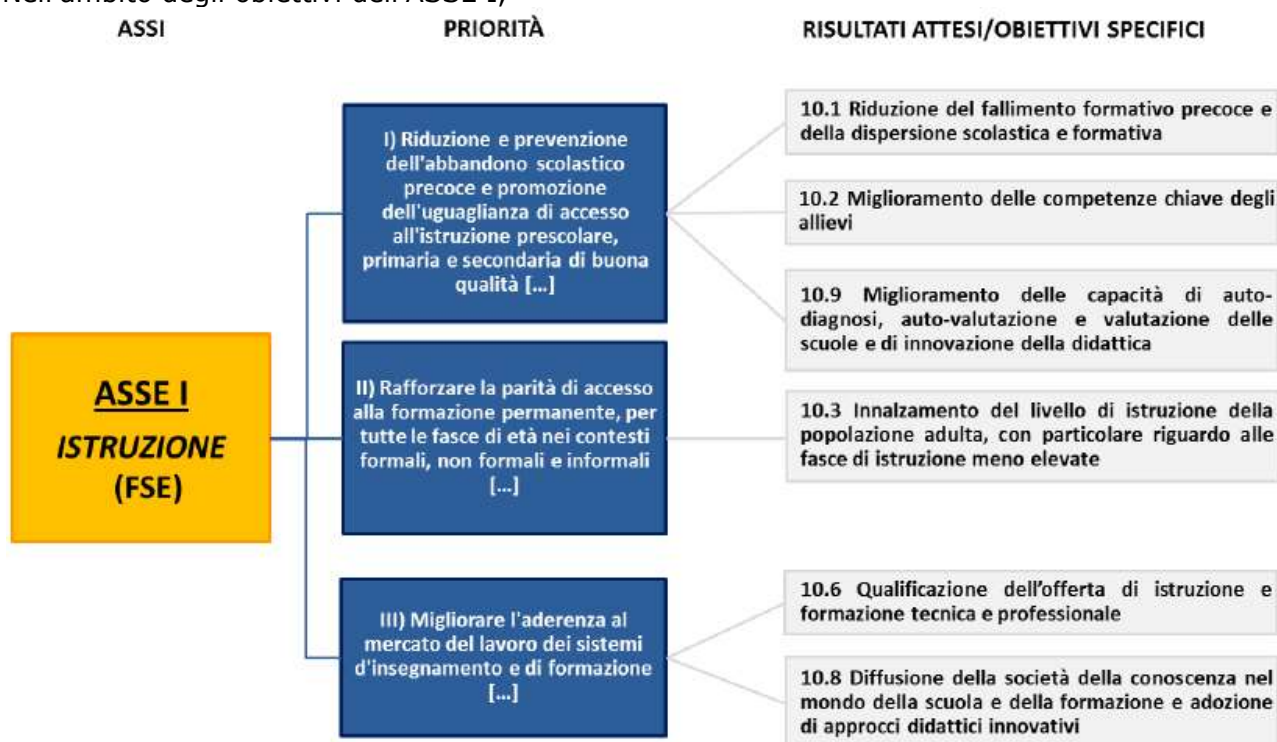 Nell'ambito degli obiettivi dell'ASSE I,
ASSI
PRIORITÀ
RISULTATI ATTESI/OBIETTIVI SPECIFICI
ASSE I
ISTRUZIONE
(FSE)
I) Riduzione e prevenzione
dell'abbandono scolastico
precoce e promozione
dell'uguaglianza di accesso
all'istruzione prescolare,
primaria e secondaria di buona
qualità [...]
10.1 Riduzione del fallimento formativo precoce e
della dispersione scolastica e formativa
10.2 Miglioramento delle competenze chiave degli
allievi
10.9 Miglioramento delle capacità di auto-
diagnosi, auto-valutazione e valutazione delle
scuole e di innovazione della didattica
II) Rafforzare la parità di accesso
alla formazione permanente, per
tutte le fasce di età nei contesti
formali, non formali e informali
[...]
10.3 Innalzamento del livello di istruzione della
popolazione adulta, con particolare riguardo alle
fasce di istruzione meno elevate
III) Migliorare l'aderenza al
mercato del lavoro dei sistemi
d'insegnamento e di formazione
[...]
10.6 Qualificazione dell'offerta di istruzione e
formazione tecnica e professionale
10.8 Diffusione della società della conoscenza nel
mondo della scuola e della formazione e adozione
di approcci didattici innovativi